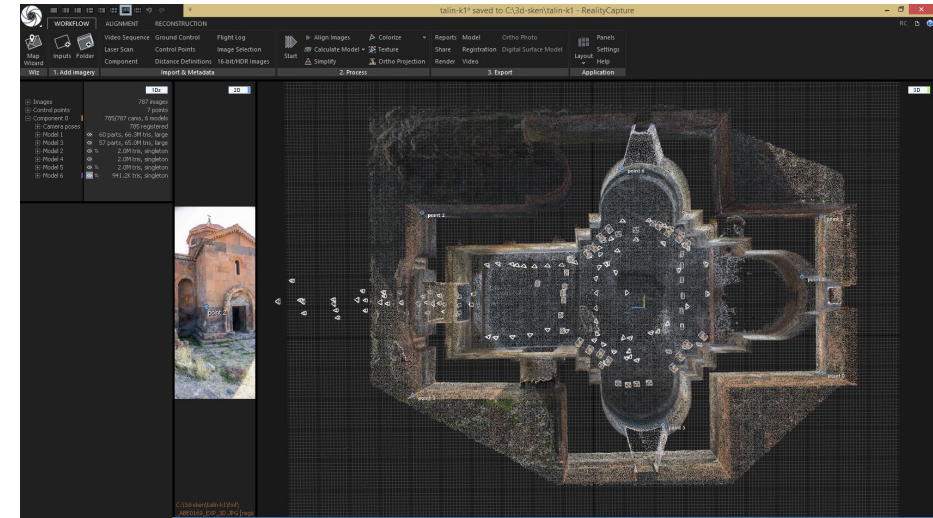 talin-k1* saved to C:\3d-sken\talin-k1 - RealityCapture
WORKFLOW ALIGNMENT RECONSTRUCTION
RC
Map Wizard
Inputs Folder
Video Sequence Ground Control Flight Log
Laser Scan Control Points Image Selection
Component Distance Definitions 16-bit/HDR Images
Start
Align Images Colorize
Calculate Model Texture
Simplify Ortho Projection
Reports Model Ortho Photo
Share Registration Digital Surface Model
Render Video
Layout
Panels
Settings
Help
Wiz 1. Add imagery Import & Metadata 2. Process 3. Export Application
1Ds
2D
3D
Images 787 images
Control points 7 points
Component 0 785/787 cams, 6 models
Camera poses 785 registered
Model 1 60 parts, 66.3M tris, large
Model 3 57 parts, 65.0M tris, large
Model 2 2.0M tris, singleton
Model 4 2.0M tris, singleton
Model 5 2.0M tris, singleton
Model 6 941.2K tris, singleton
point 2
point 6
point 2
point 1
point 0
point 3